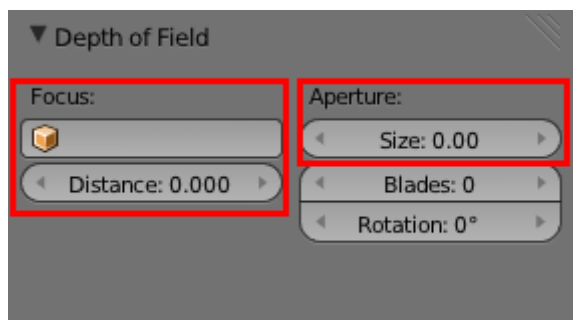 Depth of Field
Focus:
Distance: 0.000
Aperture:
Size: 0.00
Blades: 0
Rotation: 0°